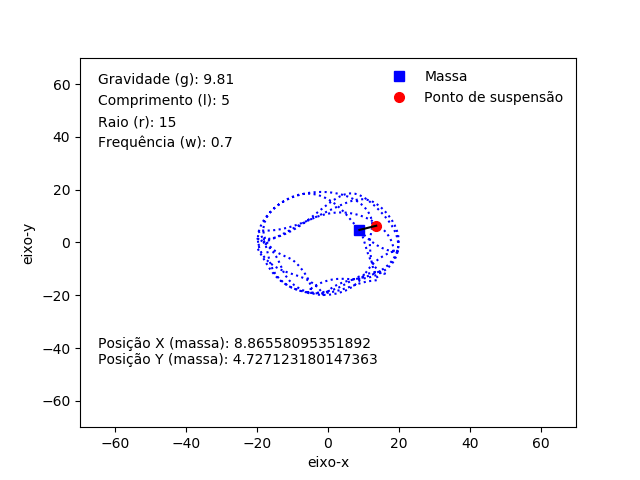 Gravidade (g): 9.81
Comprimento (l): 5
Raio (r): 15
Frequência (w): 0.7
Massa
Ponto de suspensão
60
40
20
0
−20
−40
−60
eixo-y
Posição X (massa): 8.86558095351892
Posição Y (massa): 4.727123180147363
−60 −40 −20 0 20 40 60
eixo-x